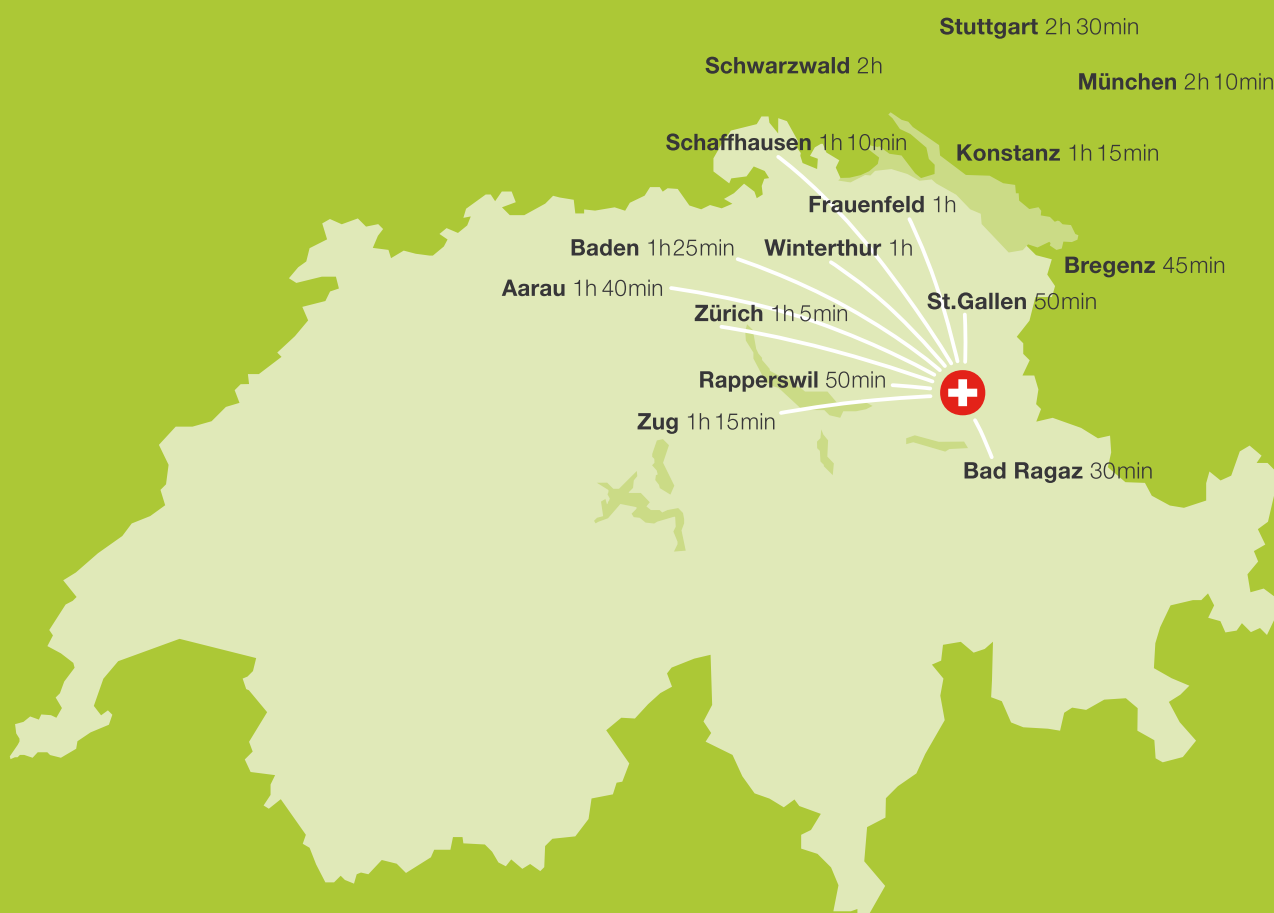 Stuttgart 2h 30min
Schwarzwald 2h
München 2h 10min
Schaffhausen 1h 10min
Konstanz 1h 15min
Frauenfeld 1h
Baden 1h25min
Winterthur 1h
Bregenz 45min
Aarau 1h 40min
St.Gallen 50min
Zürich 1h 5min
Rapperswil 50min
Zug 1h 15min
Bad Ragaz 30min